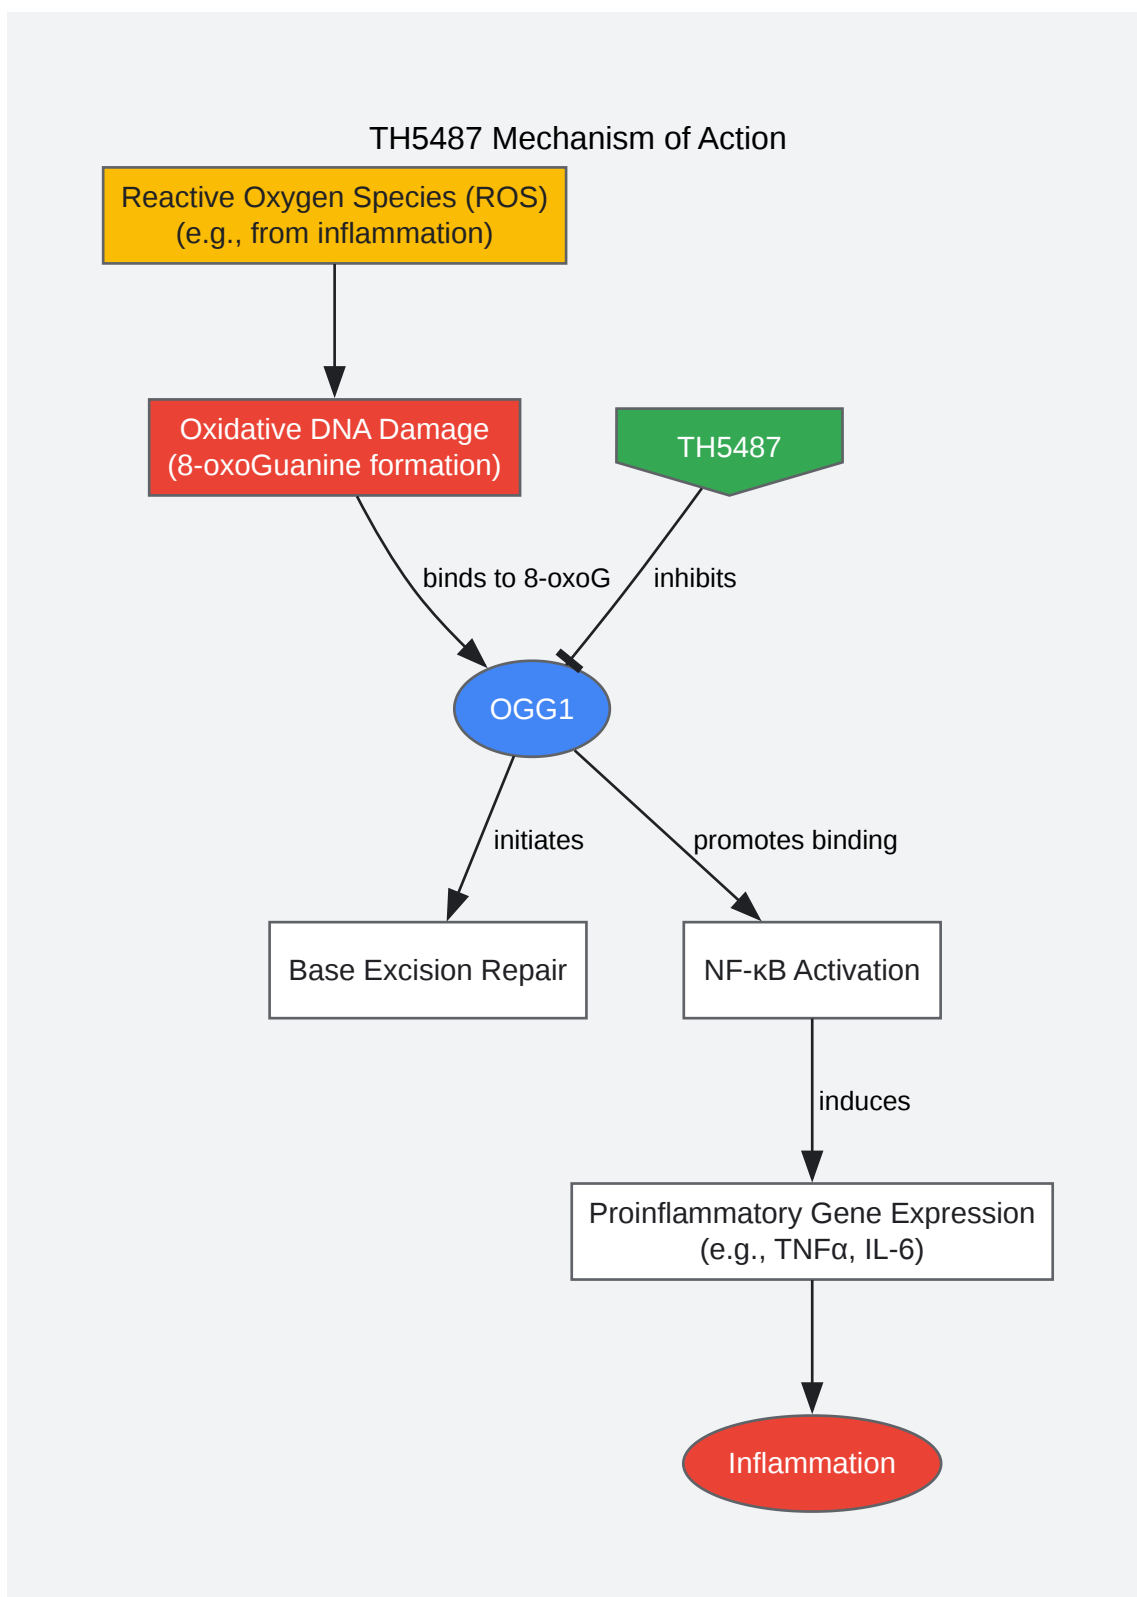 TH5487 Mechanism of Action
Reactive Oxygen Species (ROS)
(e.g., from inflammation)
Oxidative DNA Damage
(8-oxoGuanine formation)
TH5487
binds to 8-oxoG
inhibits
OGG1
initiates
promotes binding
Base Excision Repair
NF-κB Activation
induces
Proinflammatory Gene Expression
(e.g., TNFα, IL-6)
Inflammation